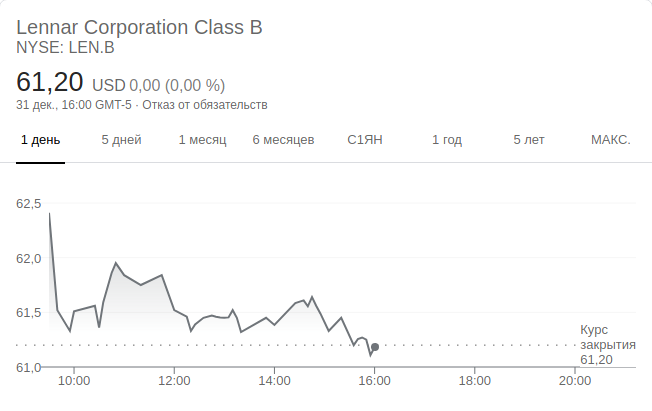 Lennar Corporation Class B
NYSE: LEN.B
61,20 USD 0,00 (0,00 %)
31 дек., 16:00 GMT-5 · Отказ от обязательств
1 день 5 дней 1 месяц 6 месяцев С1ЯН 1 год 5 лет МАКС.
62,5
62,0
61,5
Курс
закрытия
61,20
61,0
10:00 12:00 14:00 16:00 18:00 20:00